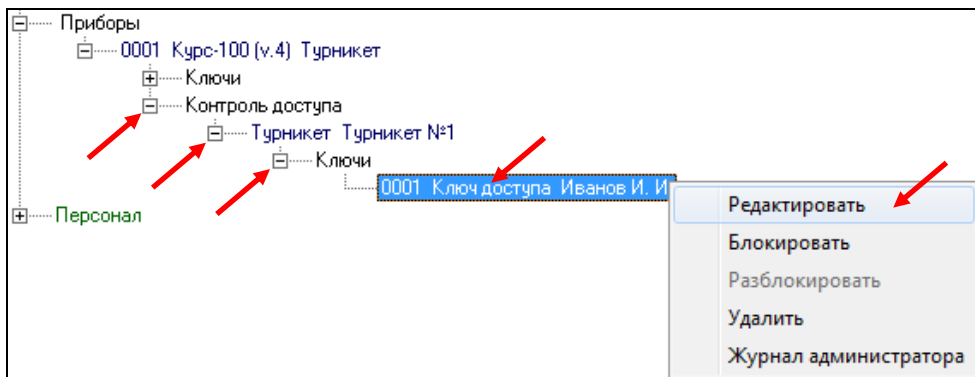 Приборы
0001 Курс-100 (v.4) Турникет
Ключи
Контроль доступа
Турникет Турникет №1
Ключи
0001 Ключ доступа Иванов И. И
Персонал
Редактировать
Блокировать
Разблокировать
Удалить
Журнал администратора